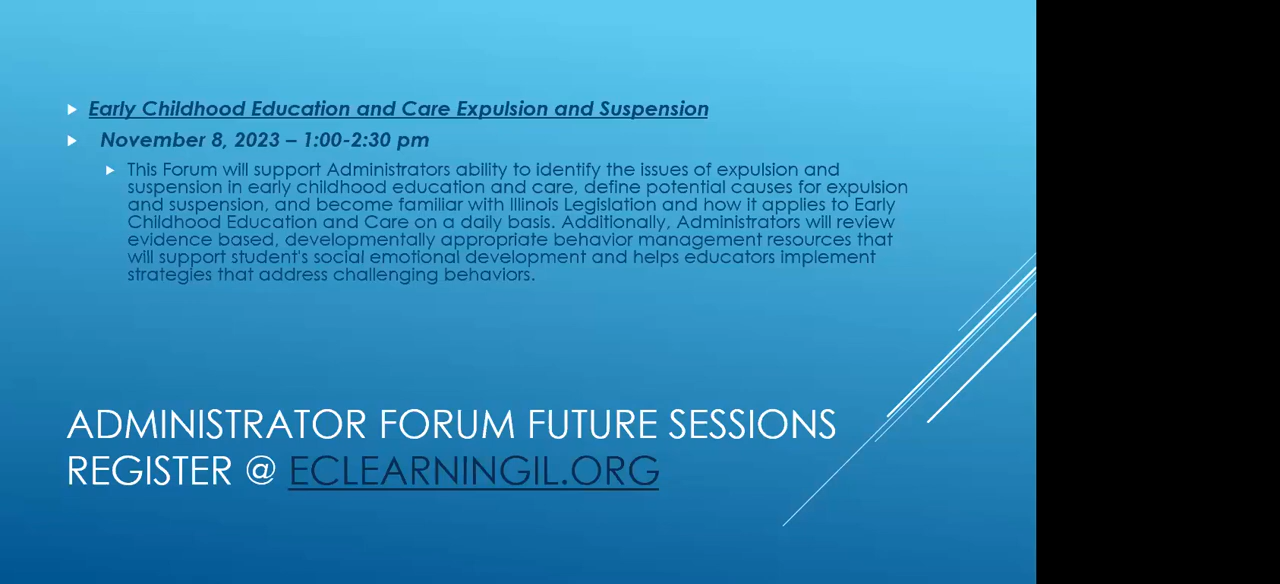 Early Childhood Education and Care Expulsion and Suspension
November 8, 2023 – 1:00-2:30 pm
This Forum will support Administrators ability to identify the issues of expulsion and
suspension in early childhood education and care, define potential causes for expulsion
and suspension, and become familiar with Illinois Legislation and how it applies to Early
Childhood Education and Care on a daily basis. Additionally, Administrators will review
evidence based, developmentally appropriate behavior management resources that
will support student's social emotional development and helps educators implement
strategies that address challenging behaviors.
ADMINISTRATOR FORUM FUTURE SESSIONS
REGISTER @ ECLEARNINGIL.ORG